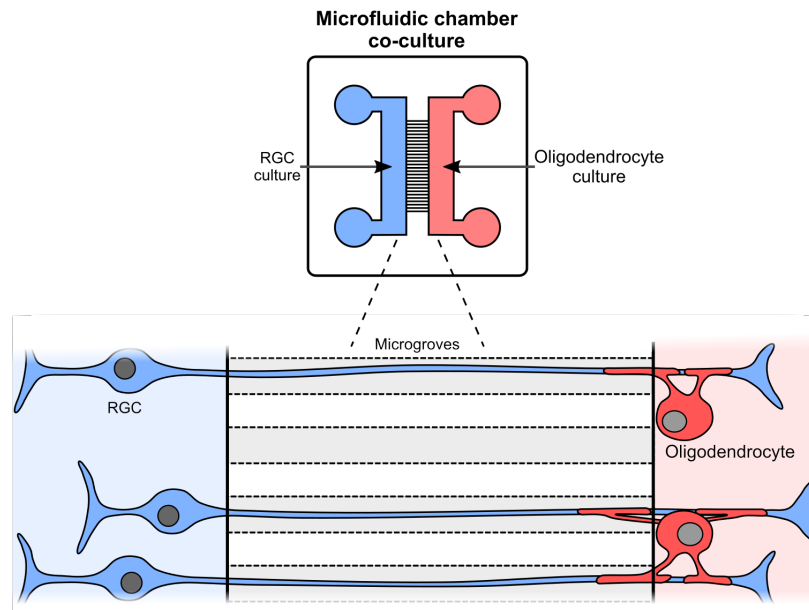 Microfluidic chamber
co-culture
RGC
culture
Oligodendrocyte
culture
Microgroves
RGC
Oligodendrocyte